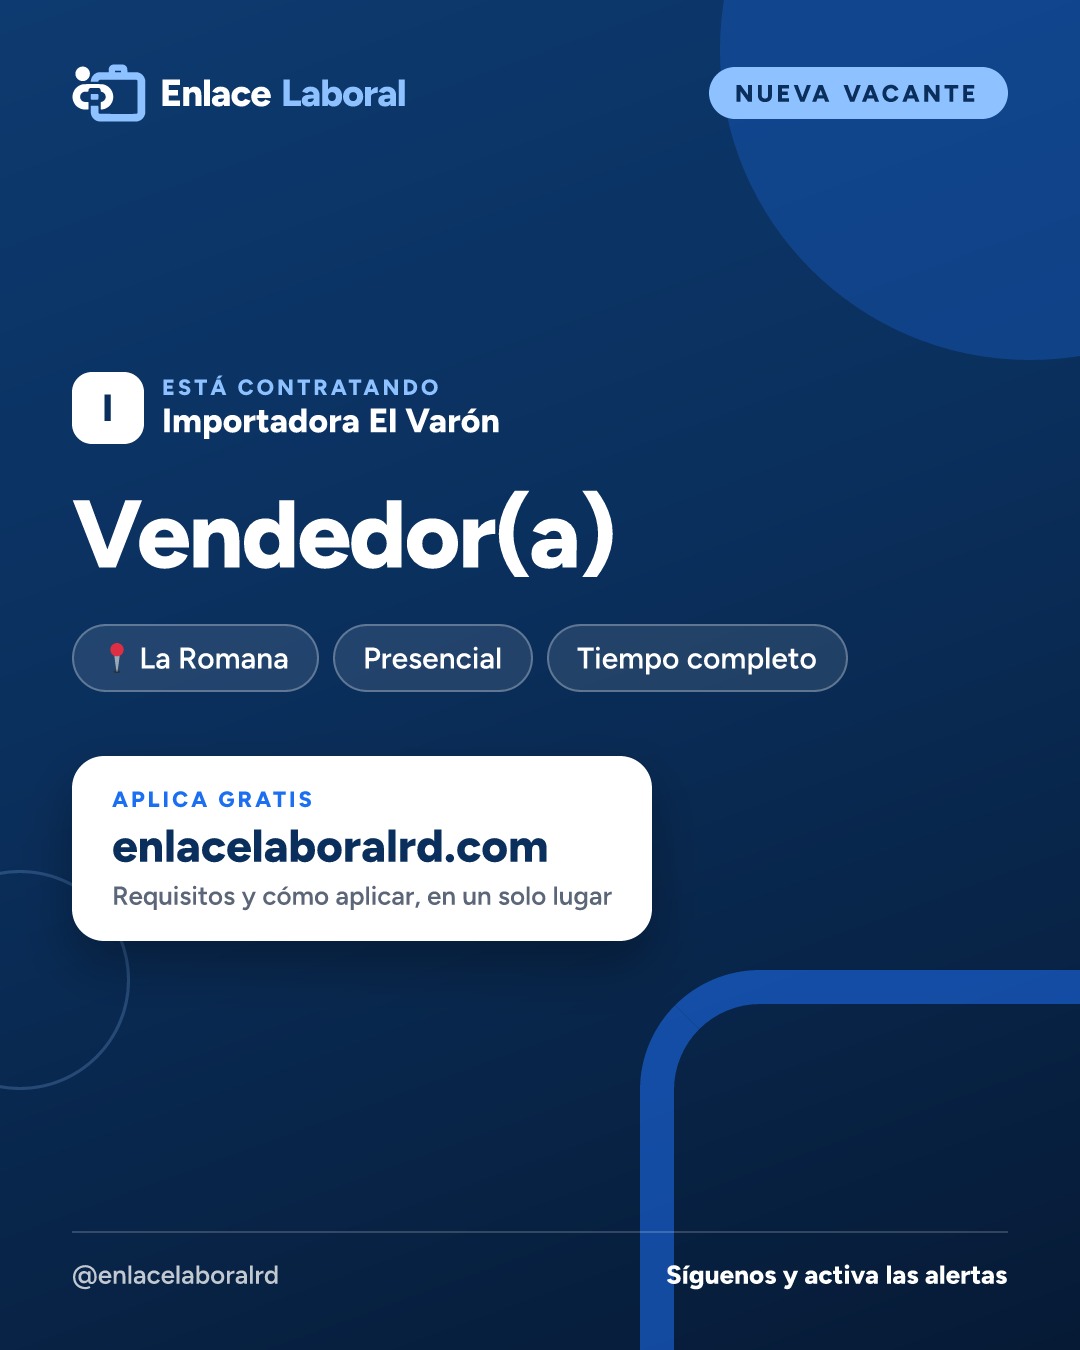 Enlace Laboral
NUEVA VACANTE
I
ESTÁ CONTRATANDO
Importadora El Varón
Vendedor(a)
La Romana
Presencial
Tiempo completo
APLICA GRATIS
enlacelaboralrd.com
Requisitos y cómo aplicar, en un solo lugar
@enlacelaboralrd
Síguenos y activa las alertas